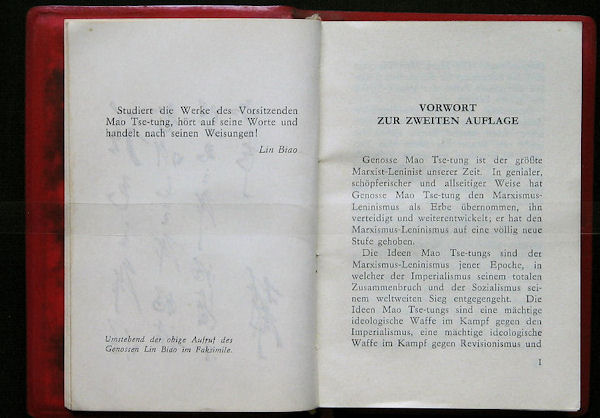 Studiert die Werke des Vorsitzenden
Mao Tse-tung, hört auf seine Worte und
handelt nach seinen Weisungen!
Lin Biao
Umstehend der obige Aufruf des
Genossen Lin Biao im Faksimile.
VORWORT
ZUR ZWEITEN AUFLAGE
Genosse Mao Tse-tung ist der größte
Marxist-Leninist unserer Zeit. In genialer,
schöpferischer und allseitiger Weise hat
Genosse Mao Tse-tung den Marxismus-
Leninismus als Erbe übernommen, ihn
verteidigt und weiterentwickelt; er hat den
Marxismus-Leninismus auf eine völlig neue
Stufe gehoben.
Die Ideen Mao Tse-tungs sind der
Marxismus-Leninismus jener Epoche, in
welcher der Imperialismus seinem totalen
Zusammenbruch und der Sozialismus sei-
nem weltweiten Sieg entgegengeht. Die
Ideen Mao Tse-tungs sind eine mächtige
ideologische Waffe im Kampf gegen den
Imperialismus, eine mächtige ideologische
Waffe im Kampf gegen Revisionismus und
I